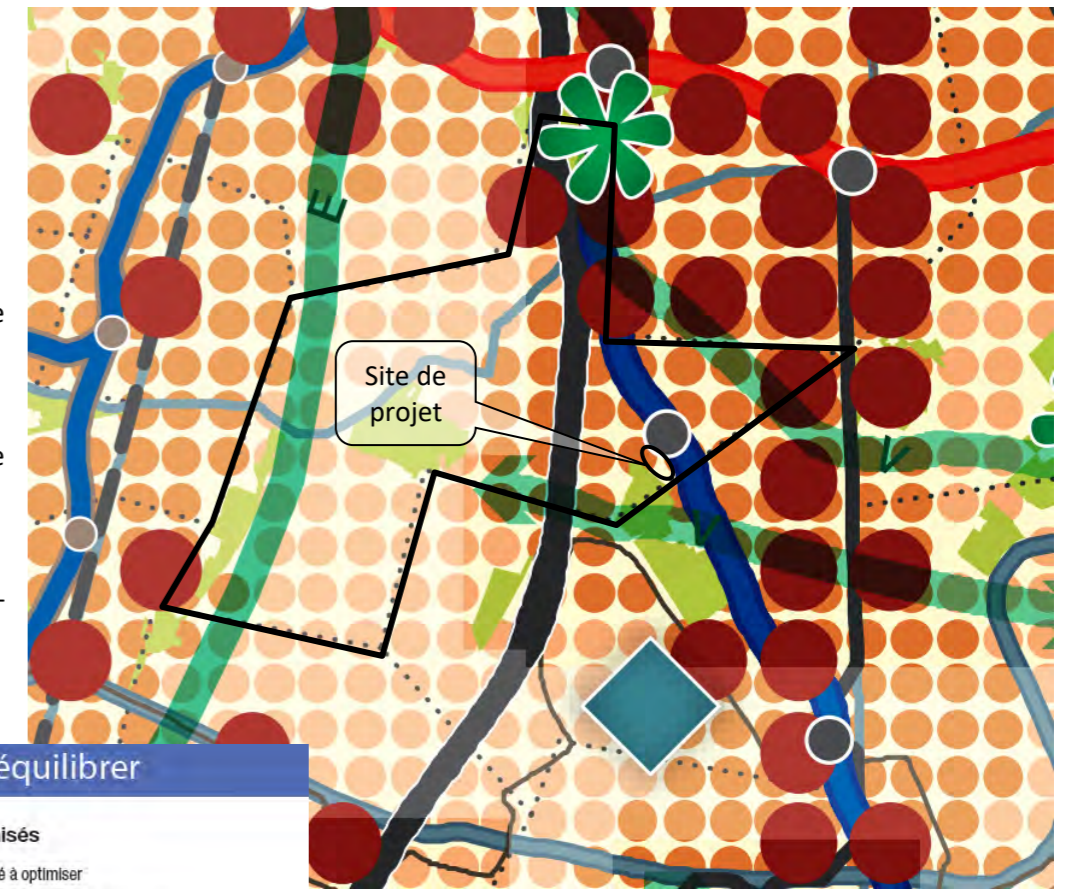 E
Site de
projet
V
V
équilibrer
isés
é à optimiser
e
e
-